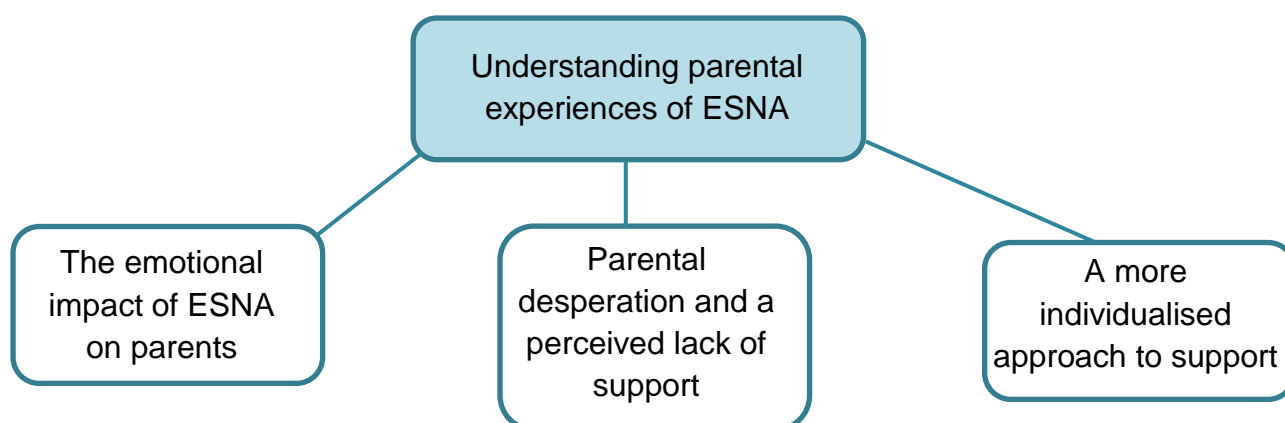 Understanding parental
experiences of ESNA
The emotional
impact of ESNA
on parents
Parental
desperation and a
perceived lack of
support
A more
individualised
approach to support